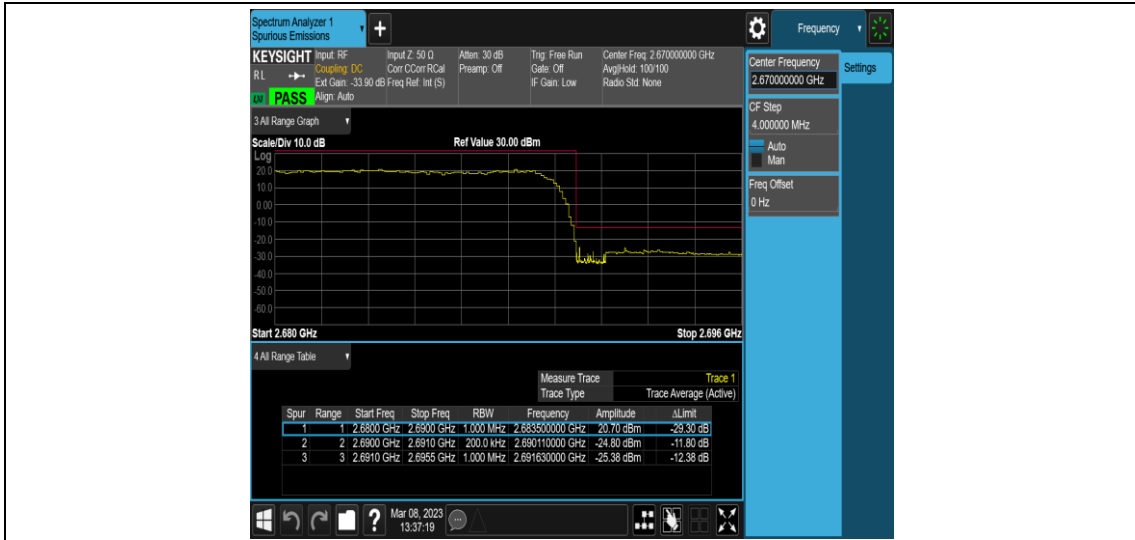 Spectrum Analyzer 1
Spurious Emissions
+
Frequency
KEYSIGHT
RL
LXI PASS
Input: RF
Coupling: DC
Ext Gain: -33.90 dB
Align: Auto
Input Z: 50 Ω
Corr CCorr RCal
Freq Ref: Int (S)
Atten: 30 dB
Preamp: Off
Trig: Free Run
Gate: Off
IF Gain: Low
Center Freq: 2.670000000 GHz
Avg|Hold: 100/100
Radio Std: None
Center Frequency
2.670000000 GHz
Settings
CF Step
4.000000 MHz
Auto
Man
Freq Offset
0 Hz
3 All Range Graph
Scale/Div 10.0 dB Ref Value 30.00 dBm
Log
20.0
10.0
0.00
-10.0
-20.0
-30.0
-40.0
-50.0
-60.0
Start 2.680 GHz Stop 2.696 GHz
4 All Range Table
Measure Trace Trace 1
Trace Type Trace Average (Active)
Spur Range Start Freq Stop Freq RBW Frequency Amplitude ΔLimit
1 1 2.6800 GHz 2.6900 GHz 1.000 MHz 2.683500000 GHz 20.70 dBm -29.30 dB
2 2 2.6900 GHz 2.6910 GHz 200.0 kHz 2.690110000 GHz -24.80 dBm -11.80 dB
3 3 2.6910 GHz 2.6955 GHz 1.000 MHz 2.691630000 GHz -25.38 dBm -12.38 dB
?
Mar 08, 2023
13:37:19